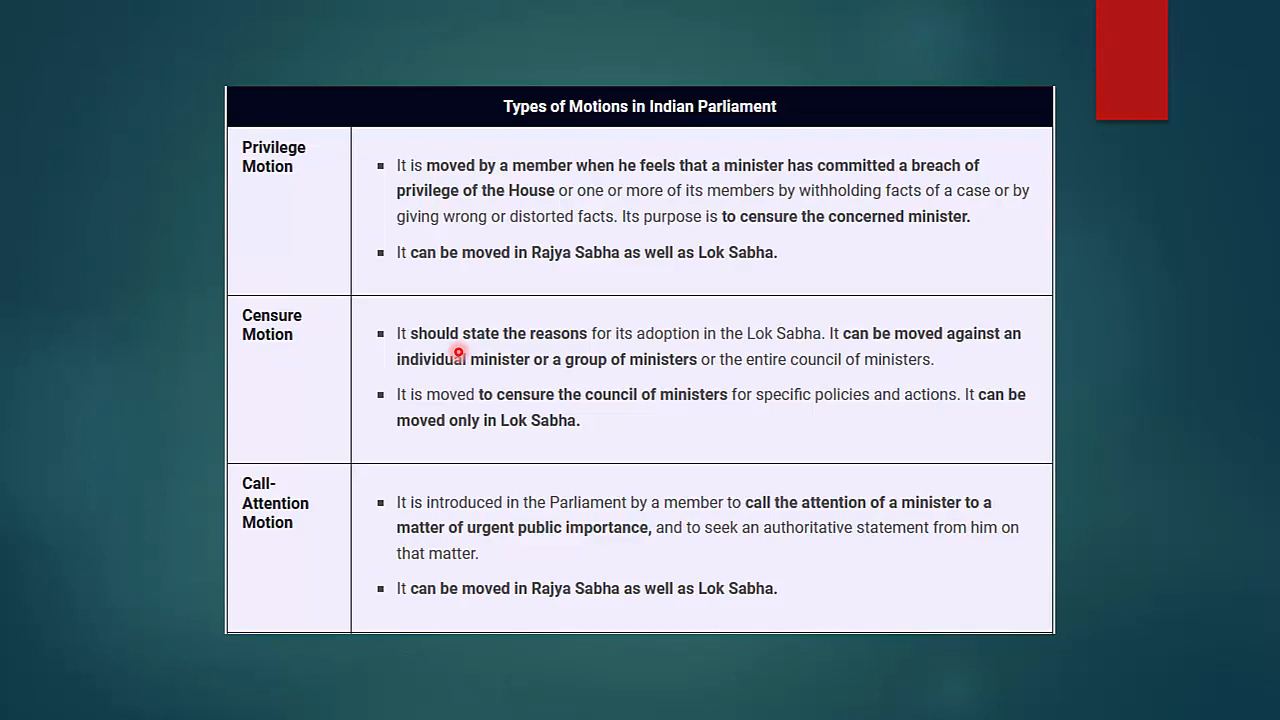 Types of Motions in Indian Parliament
Privilege
Motion
▪ It is moved by a member when he feels that a minister has committed a breach of
privilege of the House or one or more of its members by withholding facts of a case or by
giving wrong or distorted facts. Its purpose is to censure the concerned minister.
▪ It can be moved in Rajya Sabha as well as Lok Sabha.
Censure
Motion
▪ It should state the reasons for its adoption in the Lok Sabha. It can be moved against an
individual minister or a group of ministers or the entire council of ministers.
▪ It is moved to censure the council of ministers for specific policies and actions. It can be
moved only in Lok Sabha.
Call-
Attention
Motion
▪ It is introduced in the Parliament by a member to call the attention of a minister to a
matter of urgent public importance, and to seek an authoritative statement from him on
that matter.
▪ It can be moved in Rajya Sabha as well as Lok Sabha.